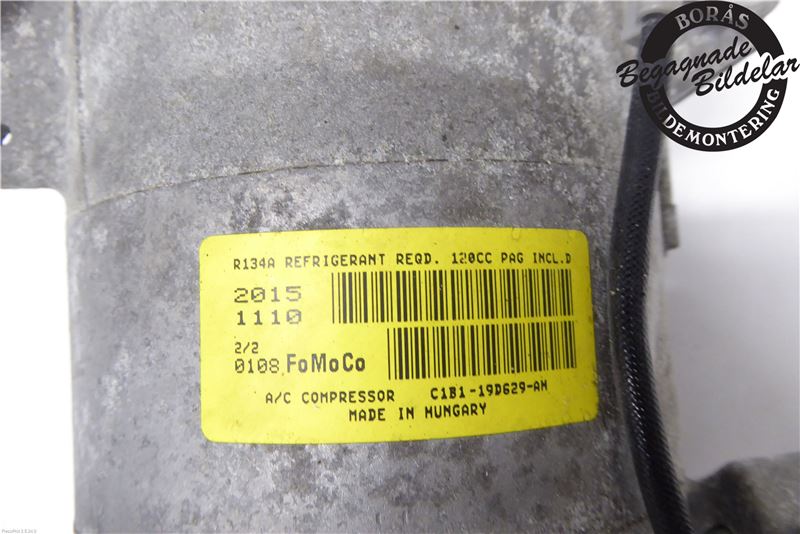 BORÅS
Begagnade
Bildelar
BILDEMONTERING
R134A REFRIGERANT REQD. 120CC PAG INCL.D
2015
1110
2/2
0108 FoMoCo
A/C COMPRESSOR C1B1-19D629-AM
MADE IN HUNGARY